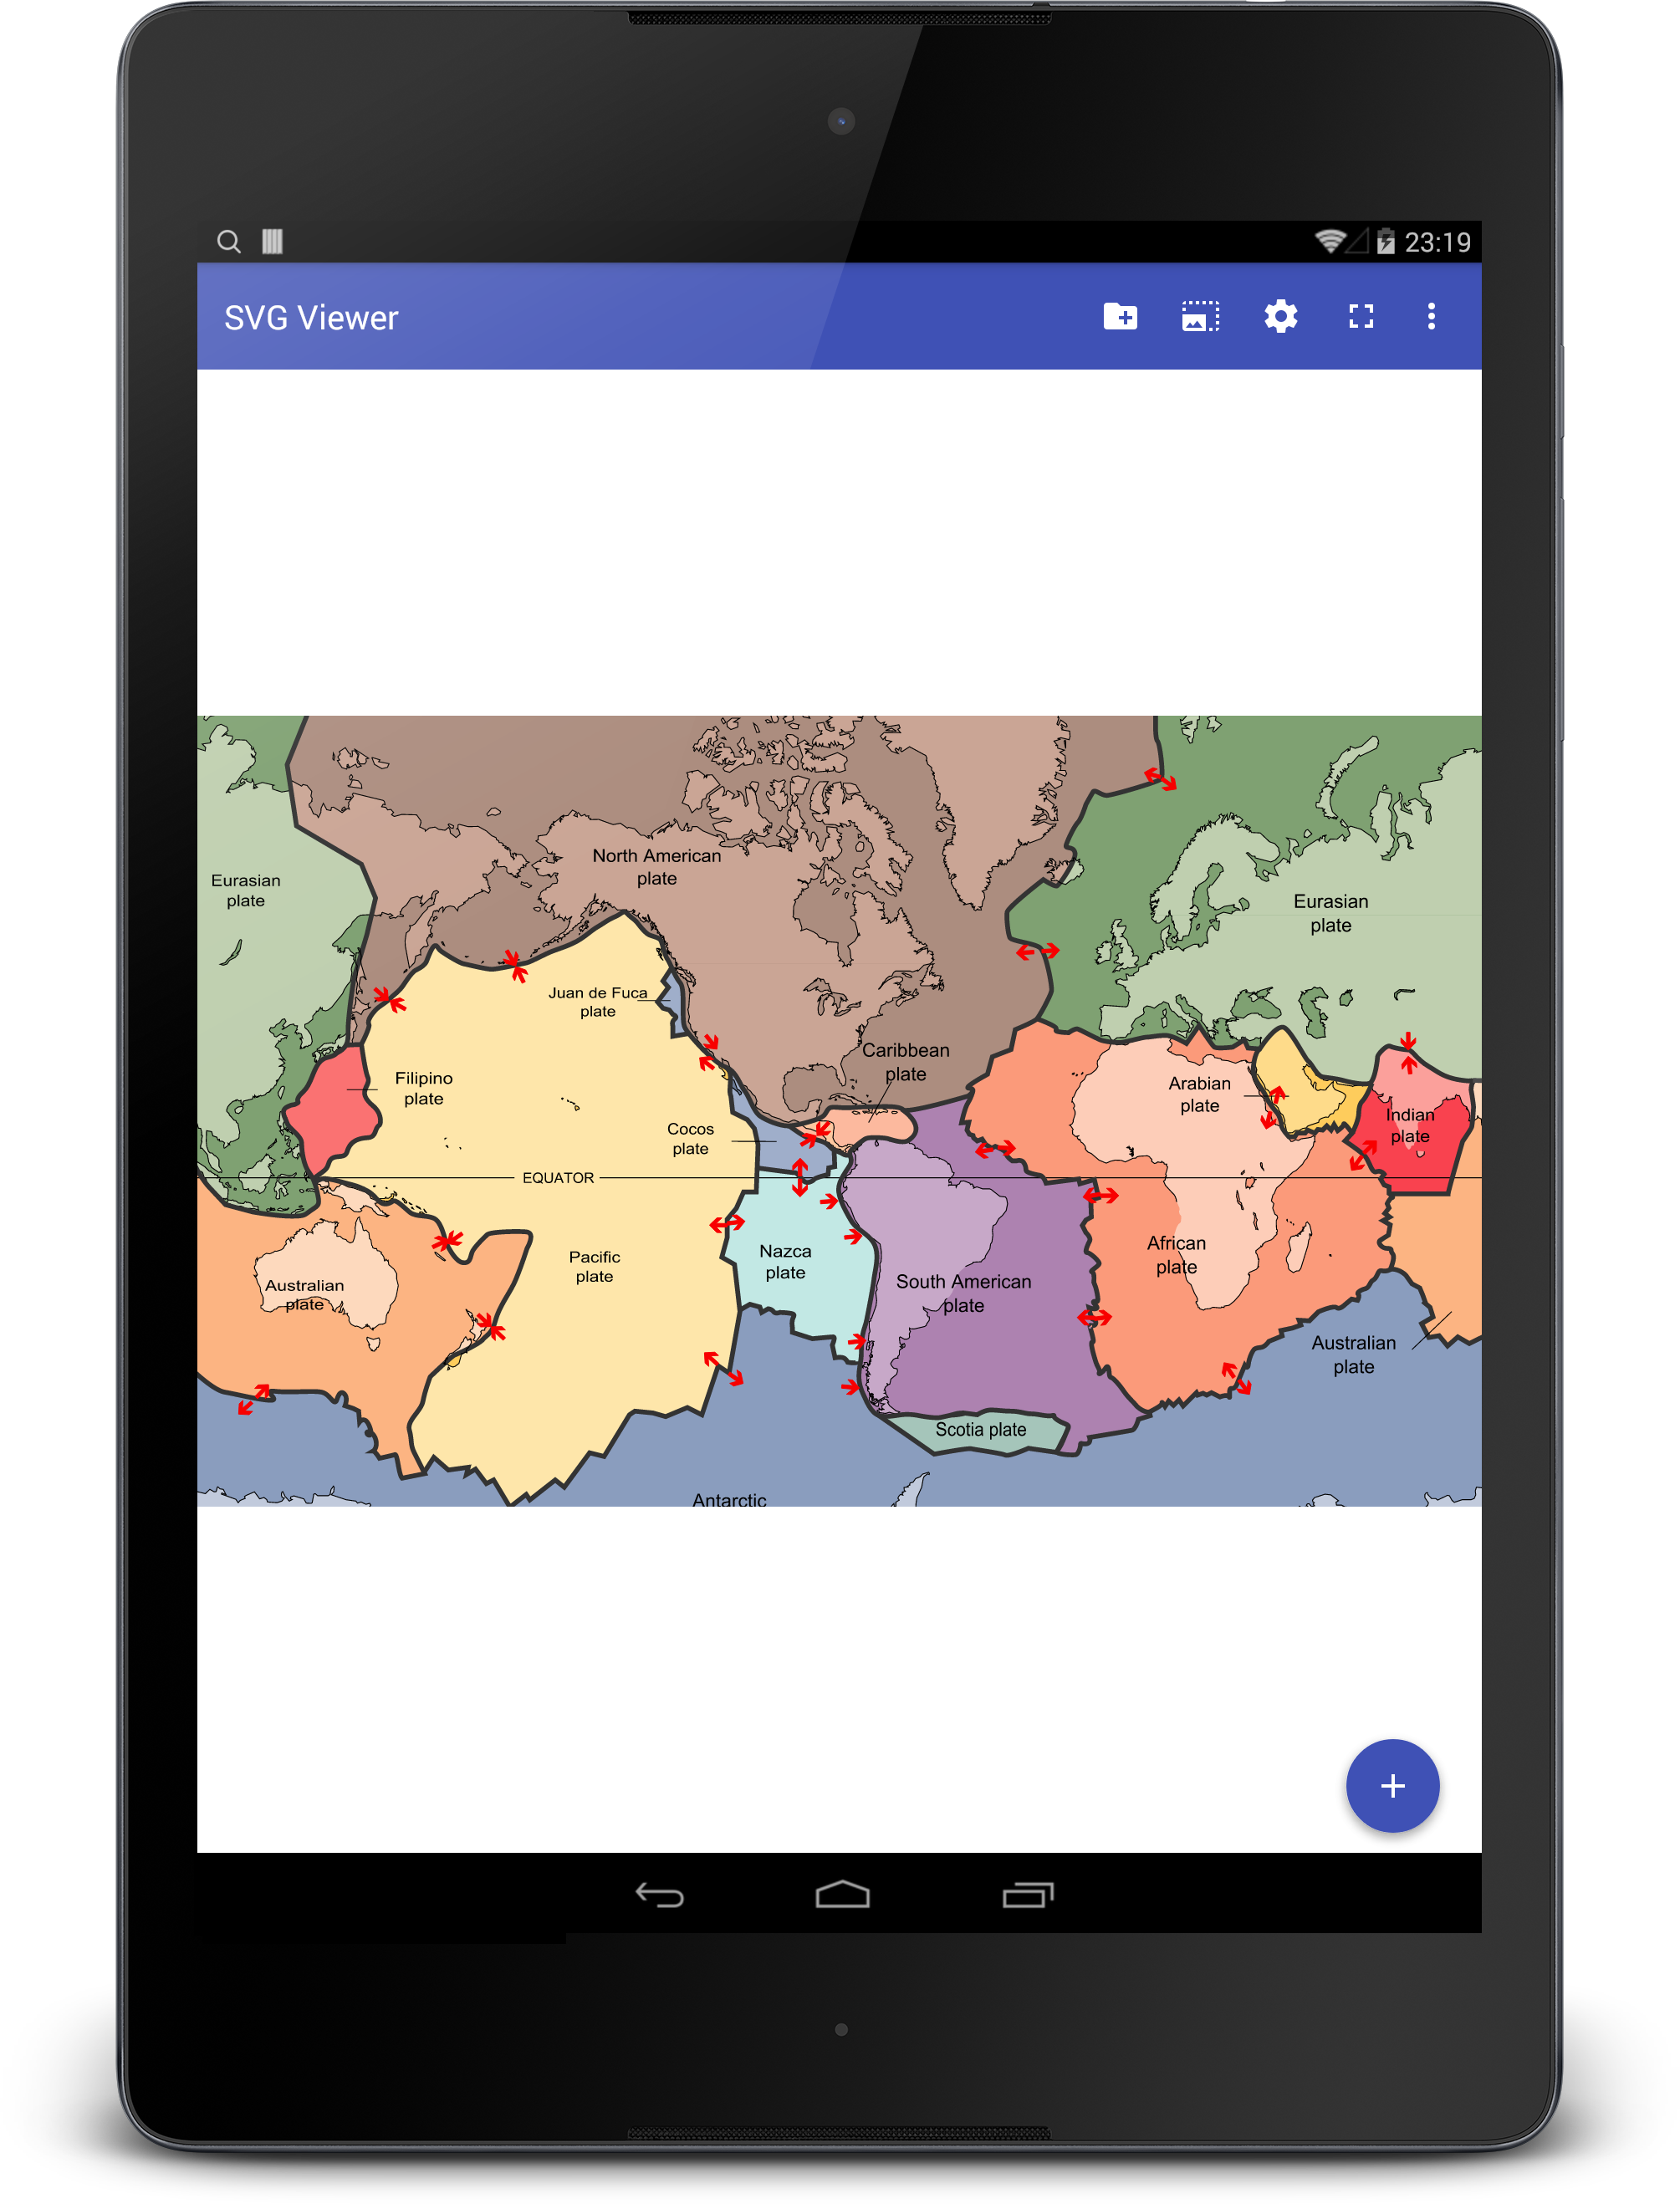 23:19
SVG Viewer
North American
plate
Eurasian
plate
Eurasian
plate
Juan de Fuca
plate
Caribbean
plate
Filipino
plate
Arabian
plate
Indian
plate
Cocos
plate
EQUATOR
Nazca
plate
Pacific
plate
African
plate
Australian
plate
South American
plate
Australian
plate
Scotia plate
Antarctic